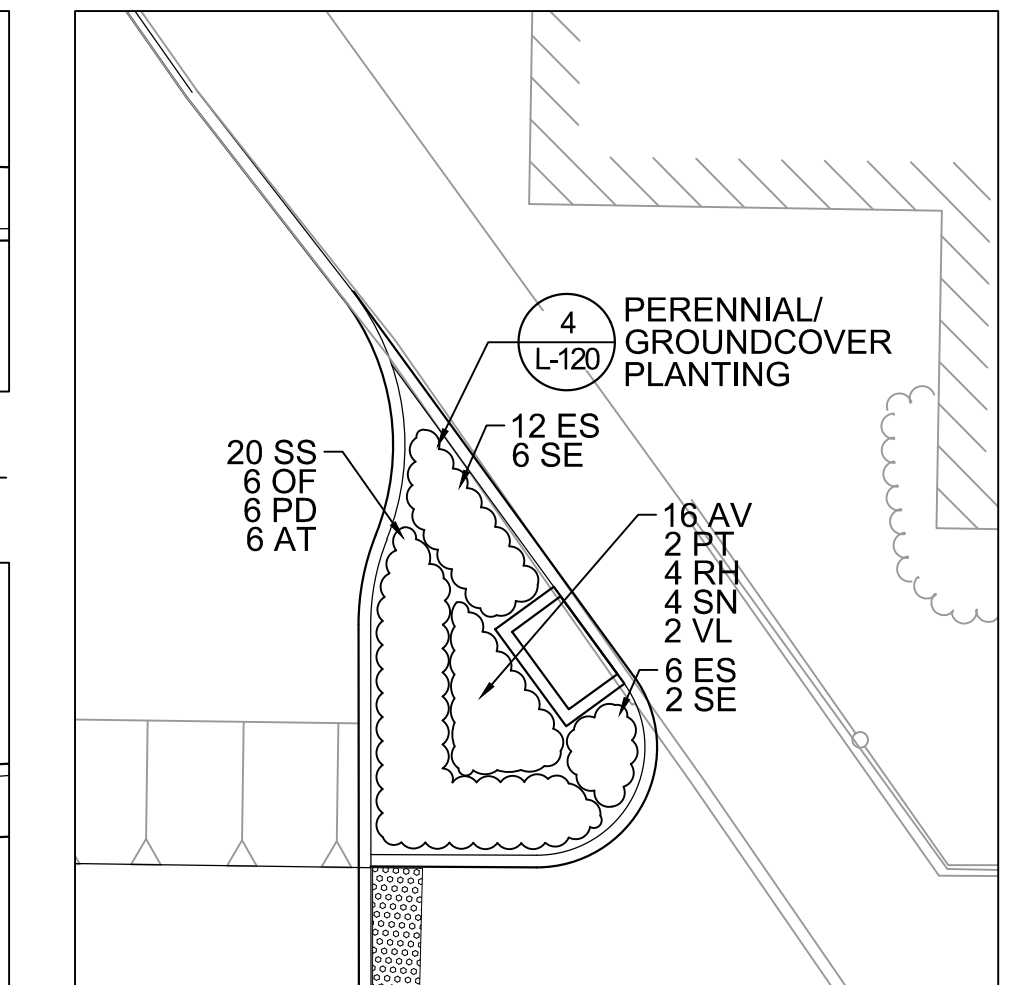 4
L-120
PERENNIAL/
GROUNDCOVER
PLANTING
12 ES
6 SE
20 SS
6 OF
6 PD
6 AT
16 AV
2 PT
4 RH
4 SN
2 VL
6 ES
2 SE